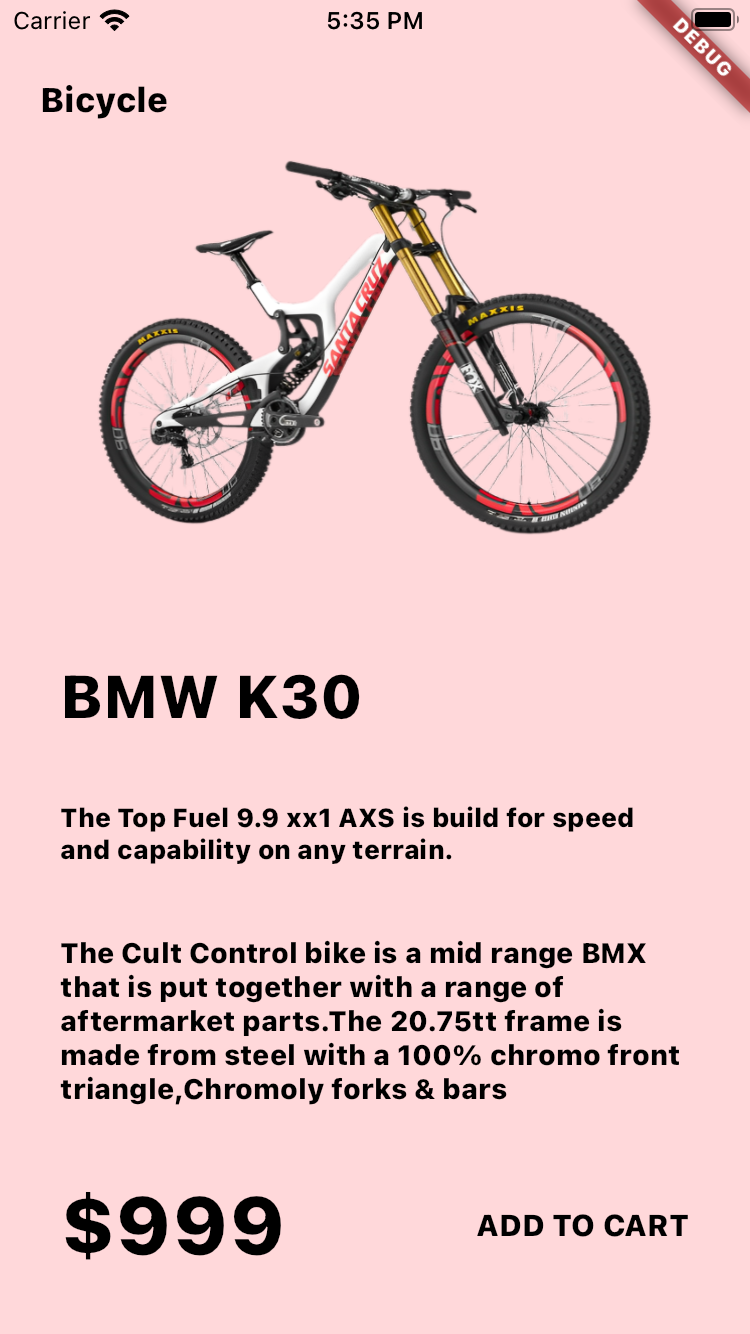 Carrier 5:35 PM
DEBUG
Bicycle
SANTA CRUZ
MAXXIS
MAXXIS
FOX
BMW K30
The Top Fuel 9.9 xx1 AXS is build for speed
and capability on any terrain.
The Cult Control bike is a mid range BMX
that is put together with a range of
aftermarket parts.The 20.75tt frame is
made from steel with a 100% chromo front
triangle,Chromoly forks & bars
$999 ADD TO CART